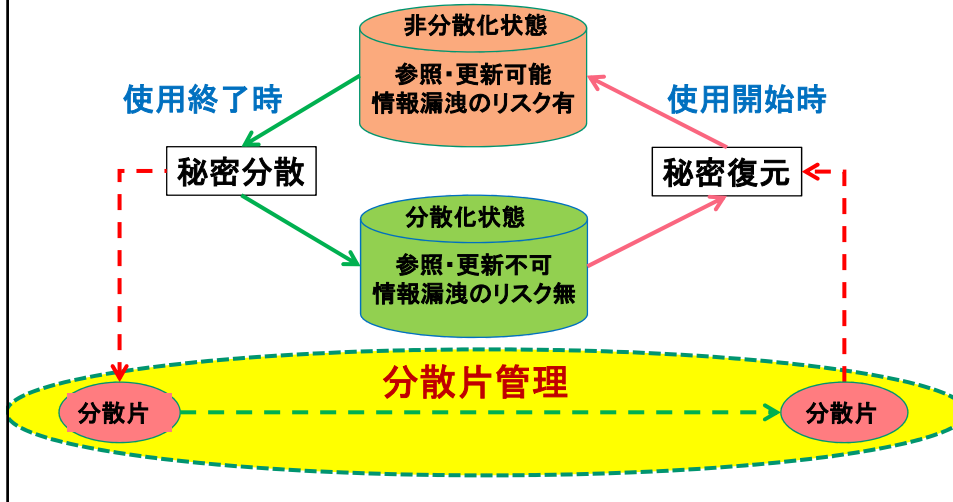 非分散化状態
参照・更新可能
情報漏洩のリスク有
使用終了時
使用開始時
秘密分散
秘密復元
分散化状態
参照・更新不可
情報漏洩のリスク無
分散片管理
分散片
分散片